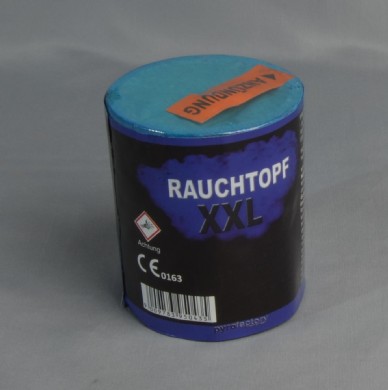 ANZÜNDUNG
RAUCHTOPF
XXL
Achtung
CE 0163